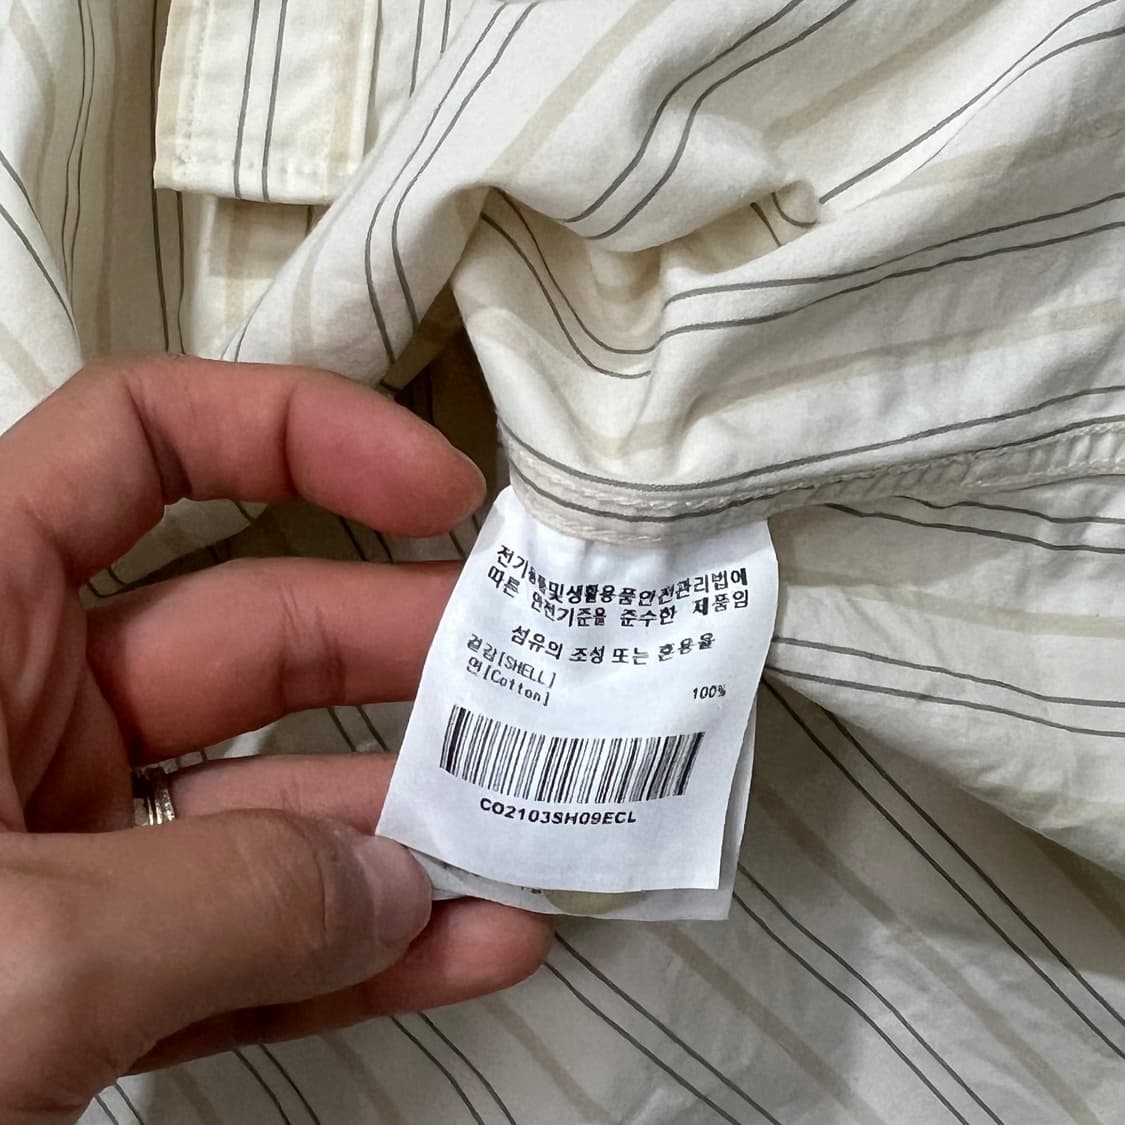 전기용품및생활용품안전관리법에
따른 안전기준을 준수한 제품임
섬유의 조성 또는 혼용율
겉감[SHELL]
면[Cotton] 100%
CO2103SH09ECL